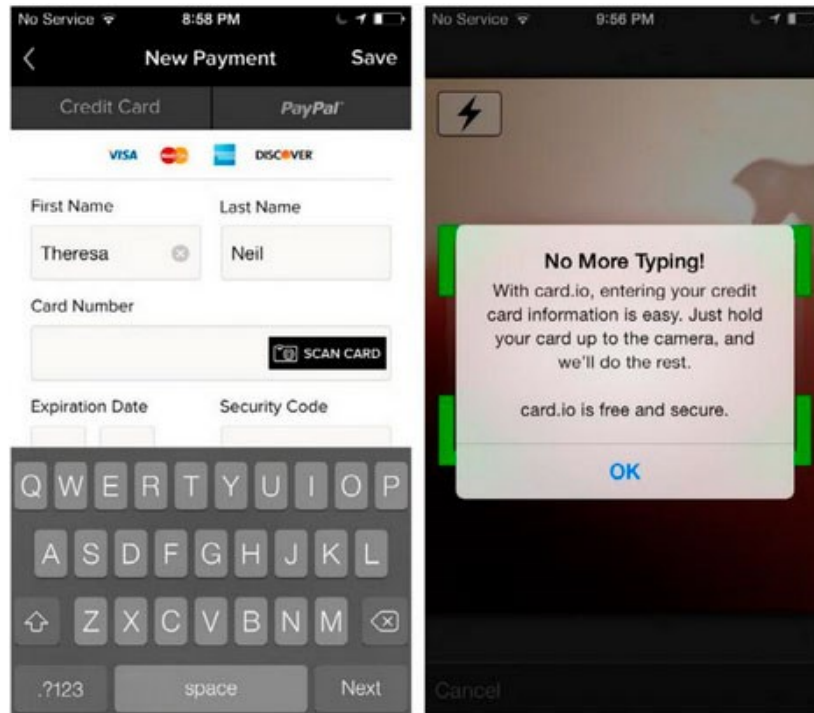 No Service 8:58 PM
New Payment Save
Credit Card PayPal
VISA MasterCard DISCOVER
First Name Last Name
Theresa Neil
Card Number
SCAN CARD
Expiration Date Security Code
Q W E R T Y U I O P
A S D F G H J K L
Z X C V B N M
.?123 space Next
No Service 9:56 PM
No More Typing!
With card.io, entering your credit
card information is easy. Just hold
your card up to the camera, and
we'll do the rest.
card.io is free and secure.
OK
Cancel